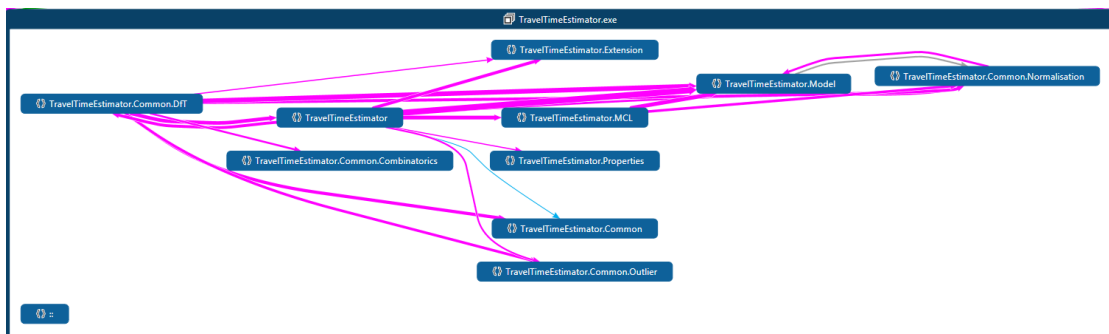 TravelTimeEstimator.exe
TravelTimeEstimator.Extension
TravelTimeEstimator.Model
TravelTimeEstimator.Common.Normalisation
TravelTimeEstimator.Common.DfT
TravelTimeEstimator
TravelTimeEstimator.MCL
TravelTimeEstimator.Common.Combinatorics
TravelTimeEstimator.Properties
TravelTimeEstimator.Common
TravelTimeEstimator.Common.Outlier
::